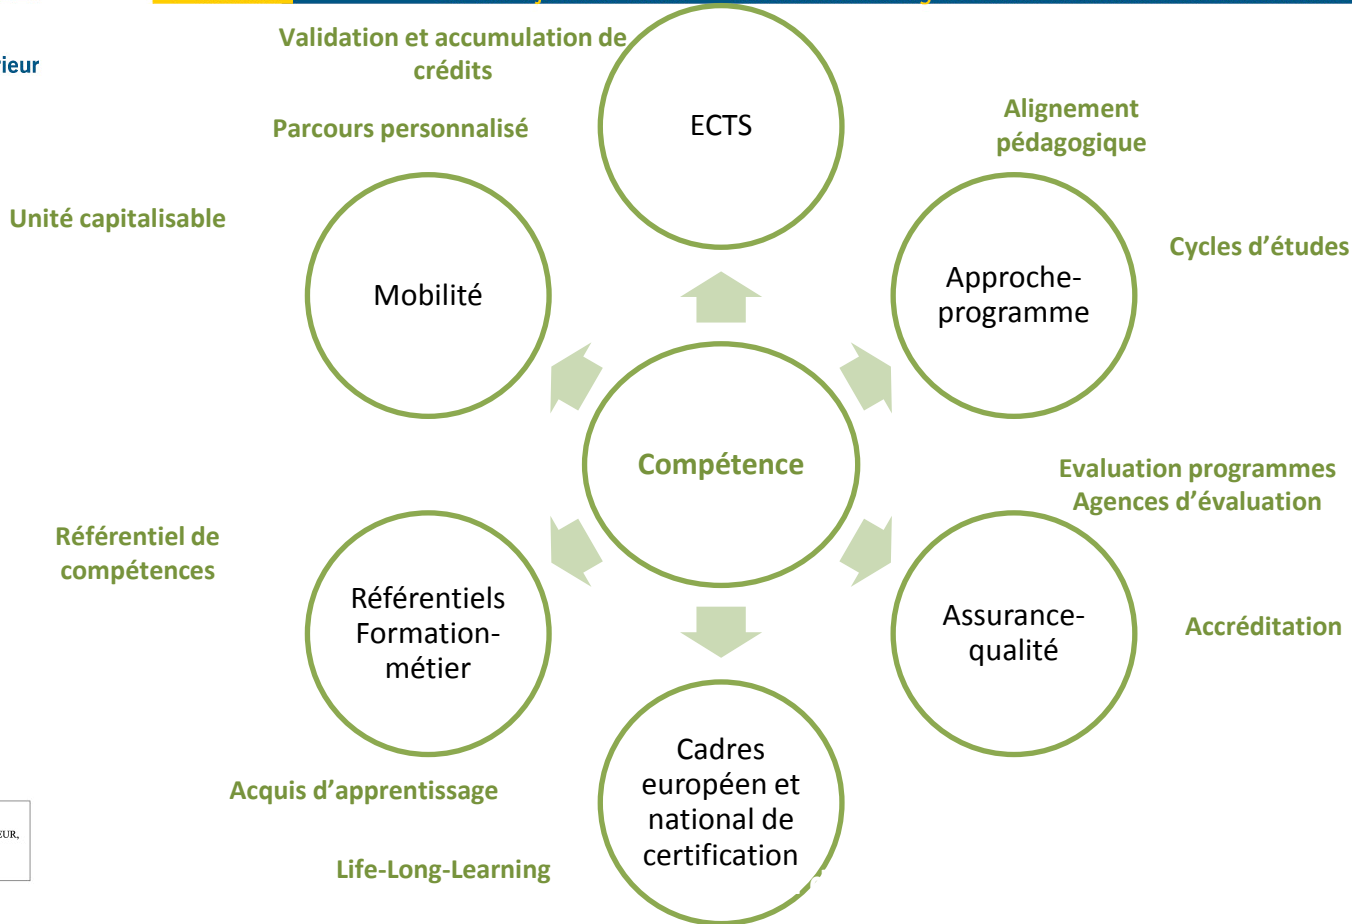 Validation et accumulation de
crédits
rieur
ECTS
Alignement
pédagogique
Parcours personnalisé
Unité capitalisable
Cycles d'études
Mobilité
Approche-
programme
Compétence
Evaluation programmes
Agences d'évaluation
Référentiel de
compétences
Référentiels
Formation-
métier
Assurance-
qualité
Accréditation
Cadres
européen et
national de
certification
Acquis d'apprentissage
EUR,
Life-Long-Learning